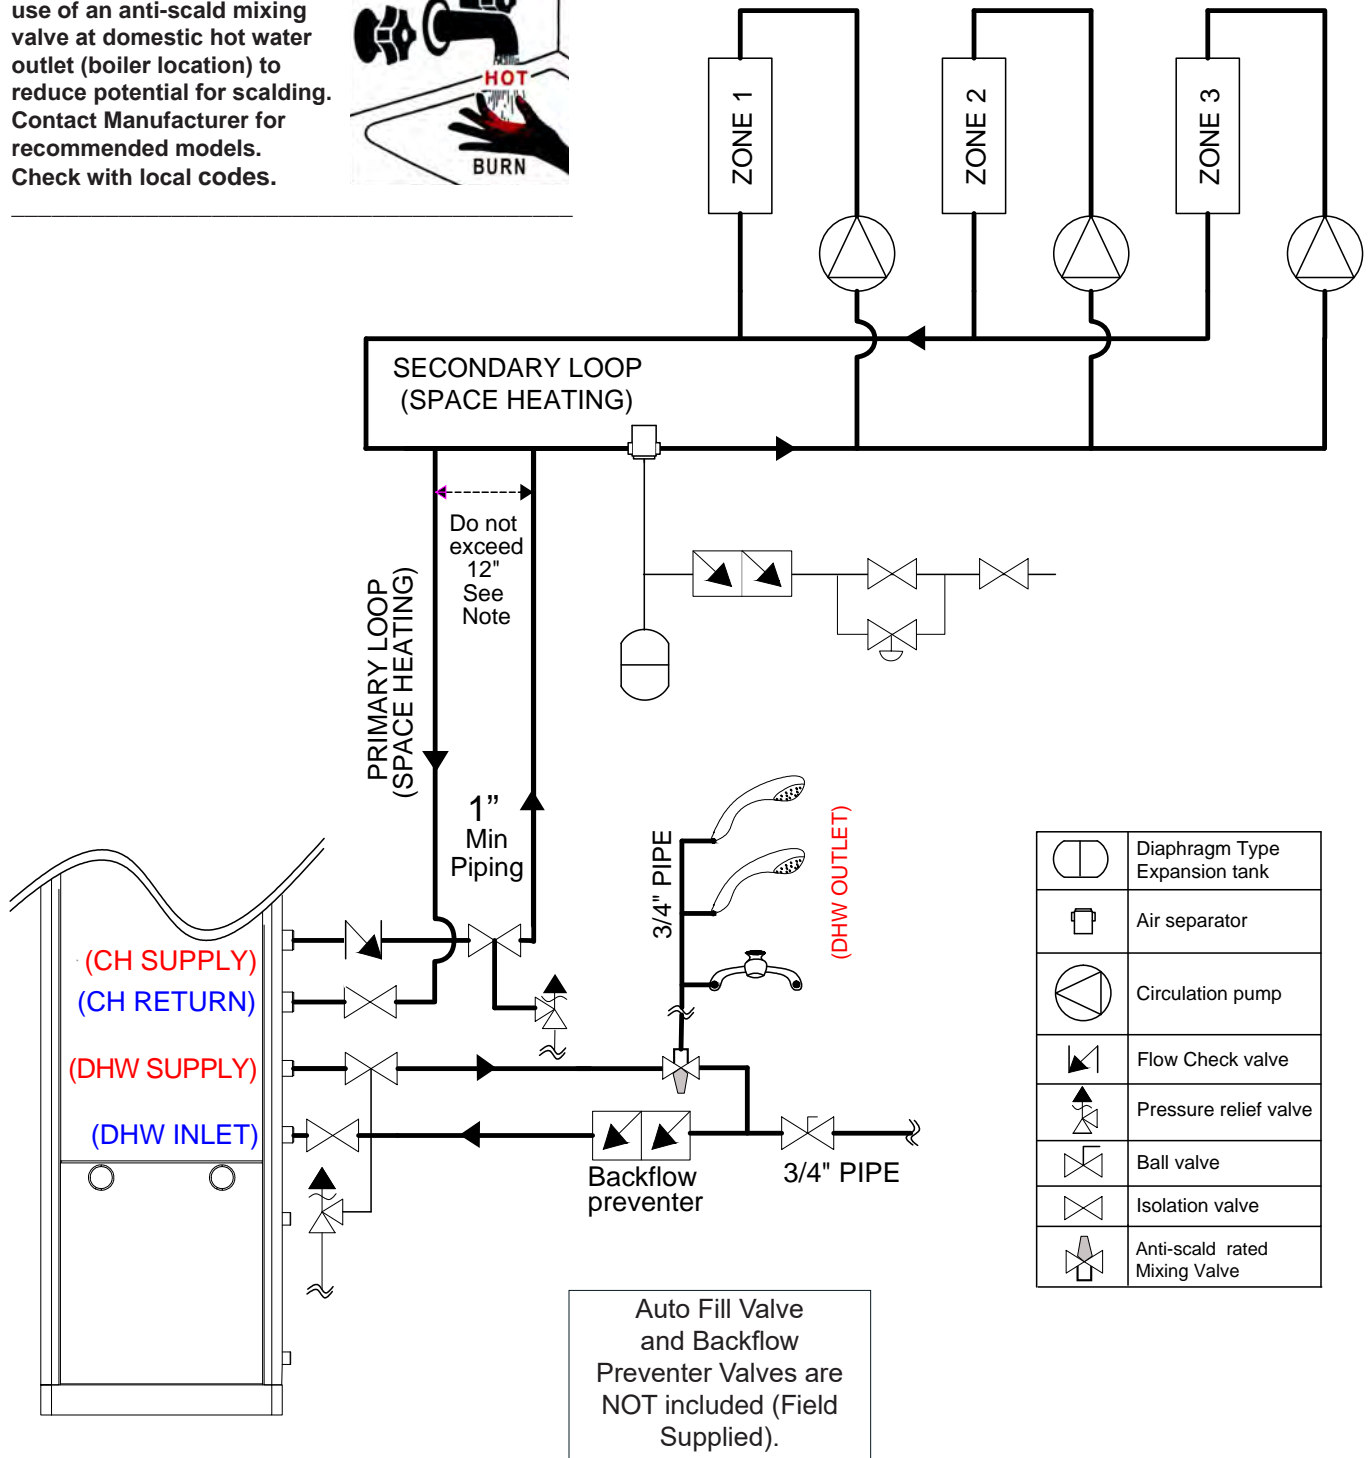 use of an anti-scald mixing
valve at domestic hot water
outlet (boiler location) to
reduce potential for scalding.
Contact Manufacturer for
recommended models.
Check with local codes.
HOT
BURN
ZONE 1
ZONE 2
ZONE 3
SECONDARY LOOP
(SPACE HEATING)
Do not
exceed
12"
See
Note
PRIMARY LOOP
(SPACE HEATING)
1”
Min
Piping
3/4" PIPE
(DHW OUTLET)
(CH SUPPLY)
(CH RETURN)
(DHW SUPPLY)
(DHW INLET)
Backflow
preventer
3/4" PIPE
Diaphragm Type
Expansion tank
Air separator
Circulation pump
Flow Check valve
Pressure relief valve
Ball valve
Isolation valve
Anti-scald rated
Mixing Valve
Auto Fill Valve
and Backflow
Preventer Valves are
NOT included (Field
Supplied).